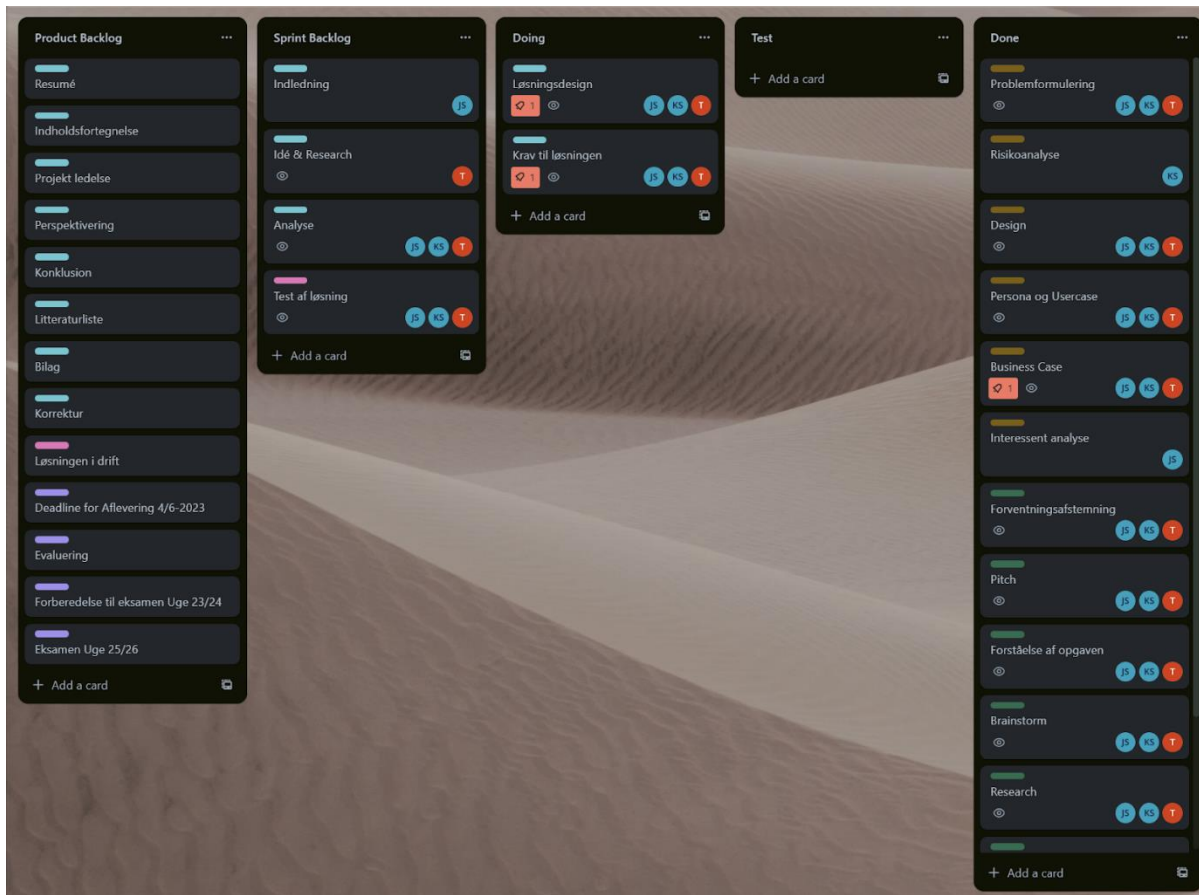 Product Backlog
Resumé
Indholdsfortegnelse
Projekt ledelse
Perspektivering
Konklusion
Litteraturliste
Bilag
Korrektur
Løsningen i drift
Deadline for Aflevering 4/6-2023
Evaluering
Forberedelse til eksamen Uge 23/24
Eksamen Uge 25/26
+ Add a card
Sprint Backlog
Indledning
JS
Idé & Research
T
Analyse
JS KS T
Test af løsning
JS KS T
+ Add a card
Doing
Løsningsdesign
1 JS KS T
Krav til løsningen
1 JS KS T
+ Add a card
Test
+ Add a card
Done
Problemformulering
JS KS T
Risikoanalyse
KS
Design
JS KS T
Persona og Usercase
JS KS T
Business Case
1 JS KS T
Interessent analyse
JS
Forventningsafstemning
JS KS T
Pitch
JS KS T
Forståelse af opgaven
JS KS T
Brainstorm
JS KS T
Research
JS KS T
+ Add a card